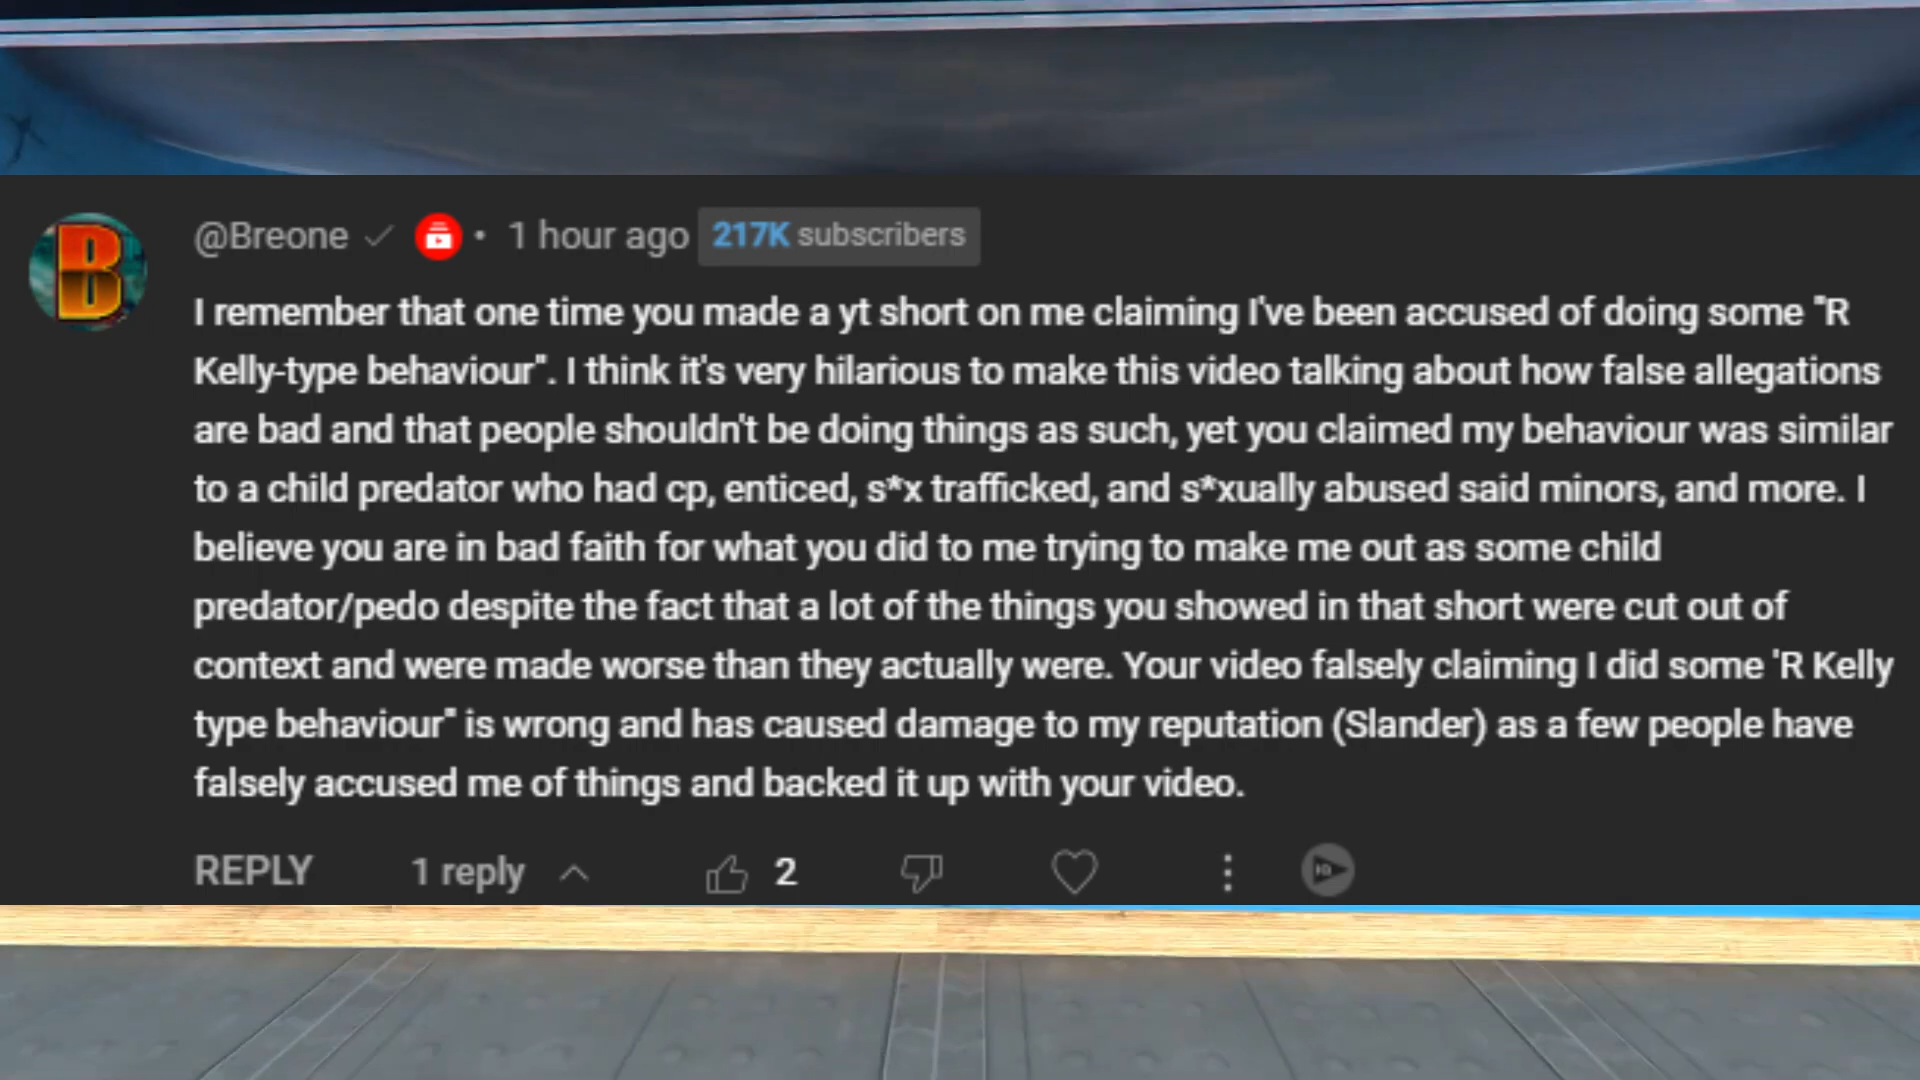 B
@Breone • 1 hour ago 217K subscribers
I remember that one time you made a yt short on me claiming I've been accused of doing some "R
Kelly-type behaviour". I think it's very hilarious to make this video talking about how false allegations
are bad and that people shouldn't be doing things as such, yet you claimed my behaviour was similar
to a child predator who had cp, enticed, s*x trafficked, and s*xually abused said minors, and more. I
believe you are in bad faith for what you did to me trying to make me out as some child
predator/pedo despite the fact that a lot of the things you showed in that short were cut out of
context and were made worse than they actually were. Your video falsely claiming I did some 'R Kelly
type behaviour" is wrong and has caused damage to my reputation (Slander) as a few people have
falsely accused me of things and backed it up with your video.
REPLY 1 reply 2